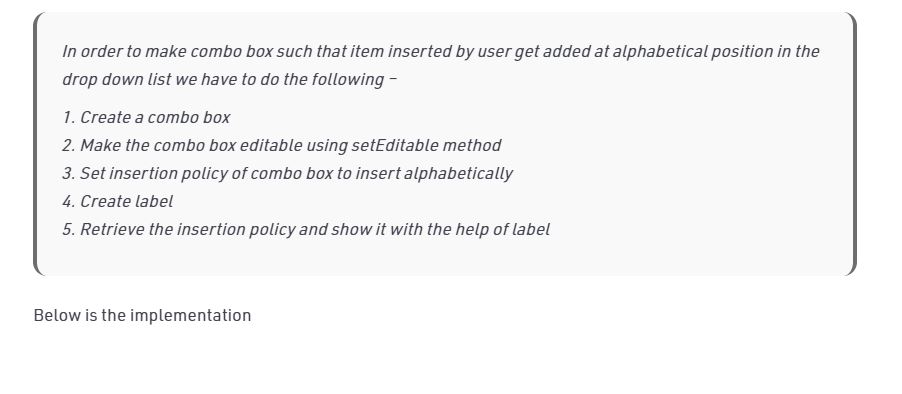 In order to make combo box such that item inserted by user get added at alphabetical position in the
drop down list we have to do the following –
1. Create a combo box
2. Make the combo box editable using setEditable method
3. Set insertion policy of combo box to insert alphabetically
4. Create label
5. Retrieve the insertion policy and show it with the help of label
Below is the implementation